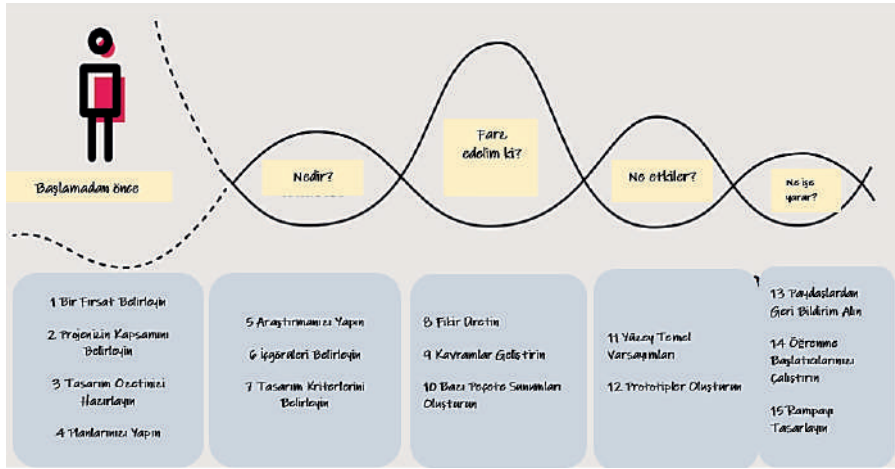 Başlamadan önce
Nedir?
Farz
edelim ki?
Ne etkiler?
Ne işe
yarar?
1 Bir Fırsat Belirleyin
2 Projenizin Kapsamını
Belirleyin
3 Tasarım Özetinizi
Hazırlayın
4 Planlarınızı Yapın
5 Araştırmanızı Yapın
6 İçgörüleri Belirleyin
7 Tasarım Kriterlerini
Belirleyin
8 Fikir Üretin
9 Kavramlar Geliştirin
10 Bazı Peçete Sunumları
Oluşturun
11 Yüzey Temel
Varsayımları
12 Prototipler Oluşturun
13 Paydaşlardan
Geri Bildirim Alın
14 Öğrenme
Başlatıcılarınızı
Çalıştırın
15 Rampayı
Tasarlayın